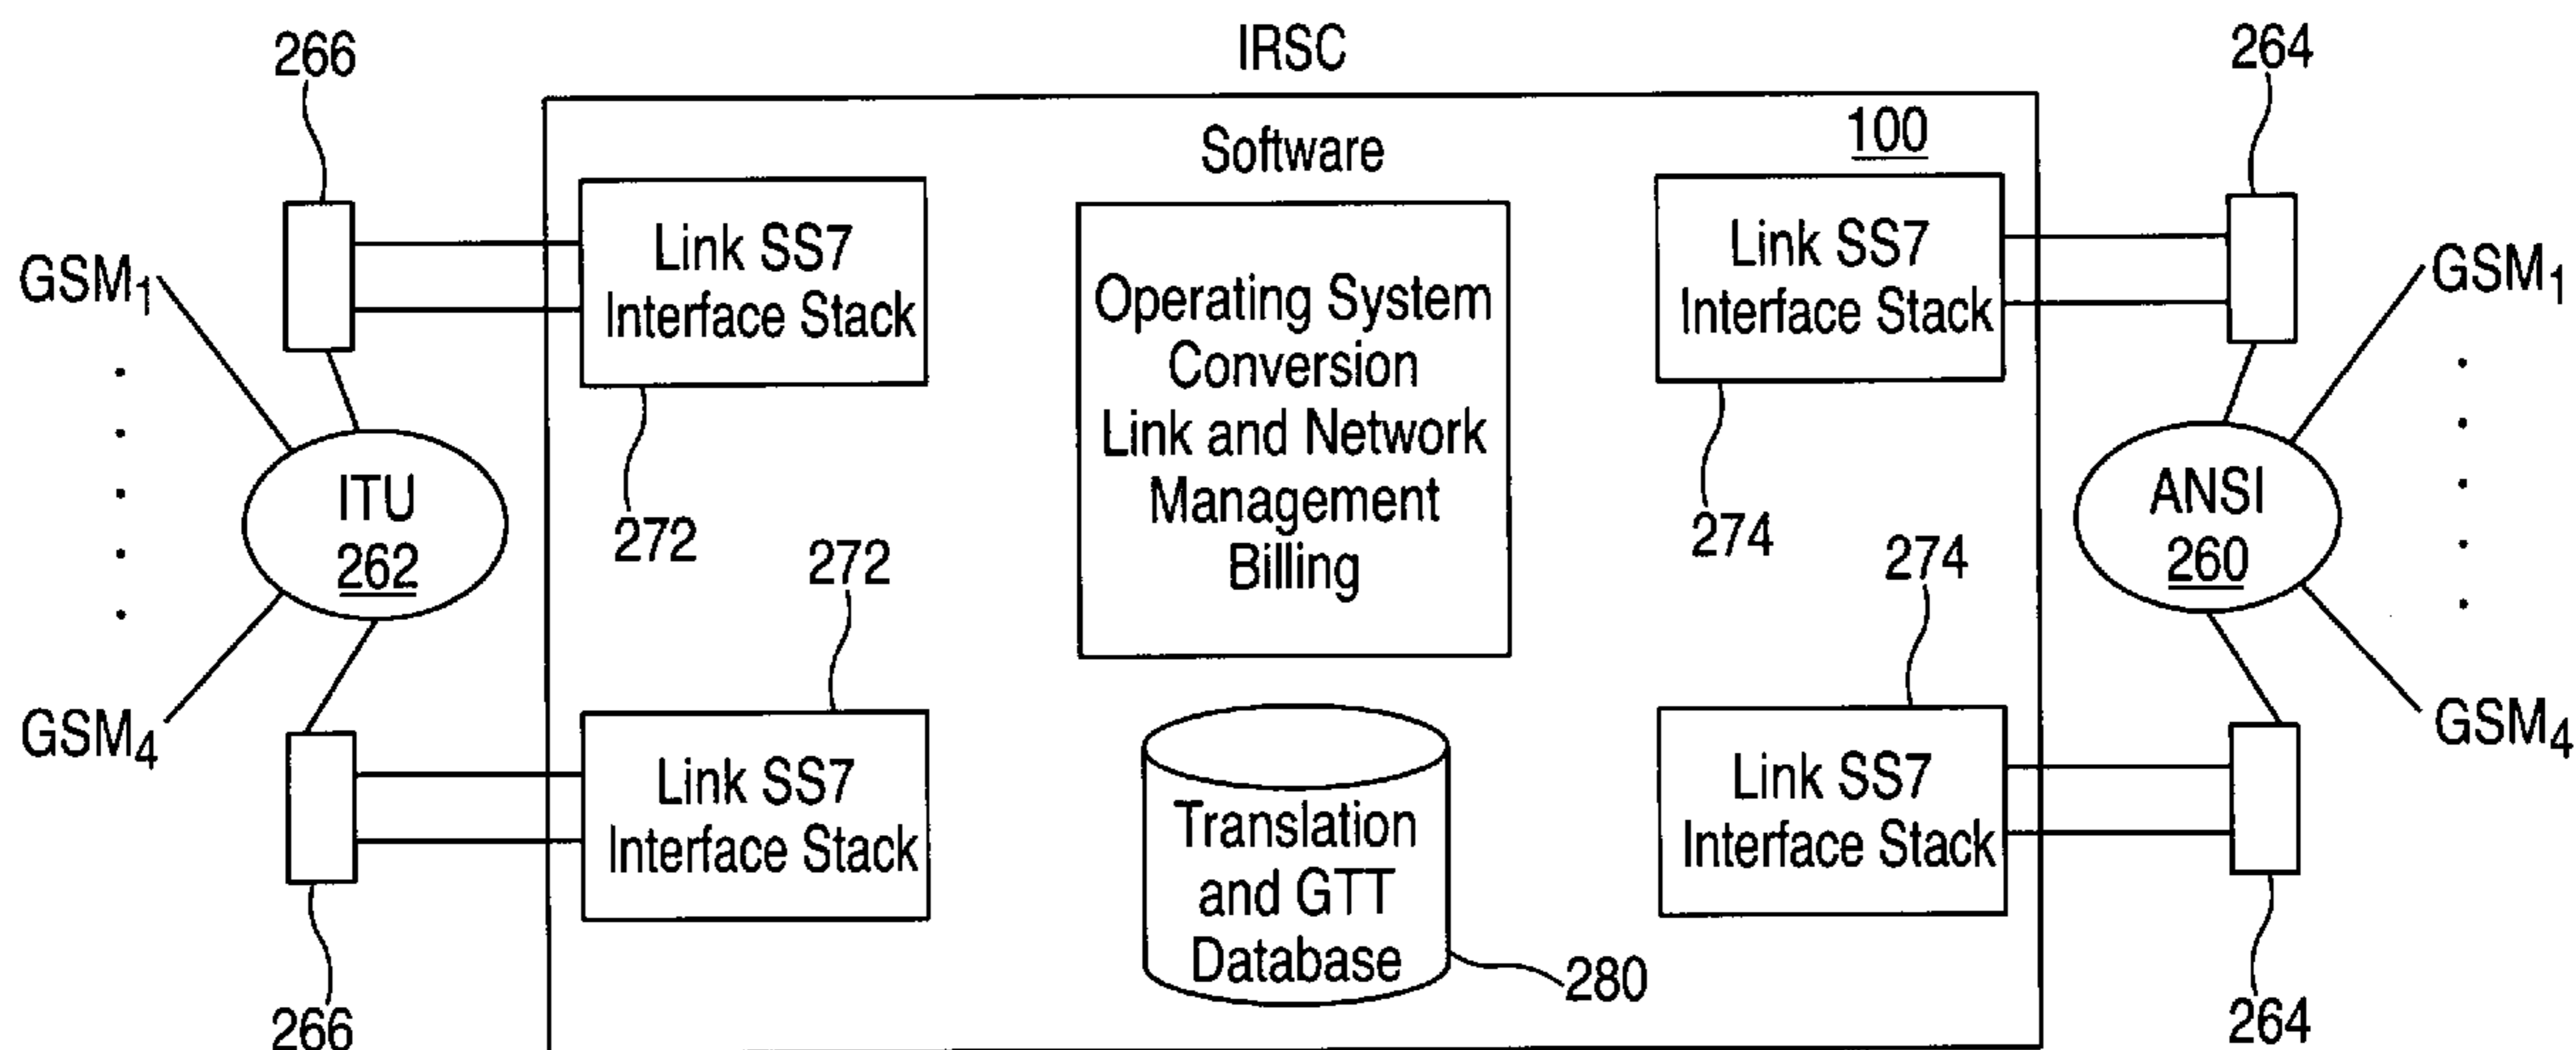 IRSC
266
264
100
Software
Link SS7
Interface Stack
Link SS7
Interface Stack
GSM1
GSM1
Operating System
Conversion
Link and Network
Management
Billing
ITU
262
ANSI
260
272
274
272
274
GSM4
GSM4
Link SS7
Interface Stack
Link SS7
Interface Stack
Translation
and GTT
Database
280
266
264